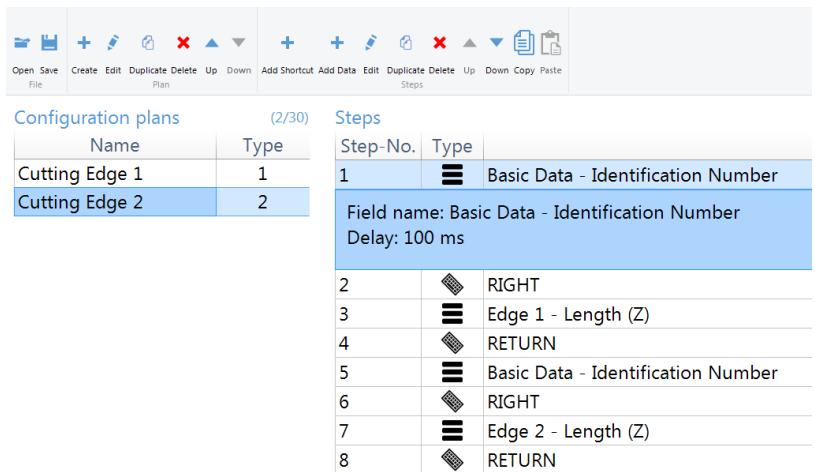 Open Save Create Edit Duplicate Delete Up Down Add Shortcut Add Data Edit Duplicate Delete Up Down Copy Paste
File Plan Steps
Configuration plans (2/30) Steps
Name Type Step-No. Type
Cutting Edge 1 1 1 Basic Data - Identification Number
Cutting Edge 2 2 Field name: Basic Data - Identification Number
Delay: 100 ms
2 RIGHT
3 Edge 1 - Length (Z)
4 RETURN
5 Basic Data - Identification Number
6 RIGHT
7 Edge 2 - Length (Z)
8 RETURN